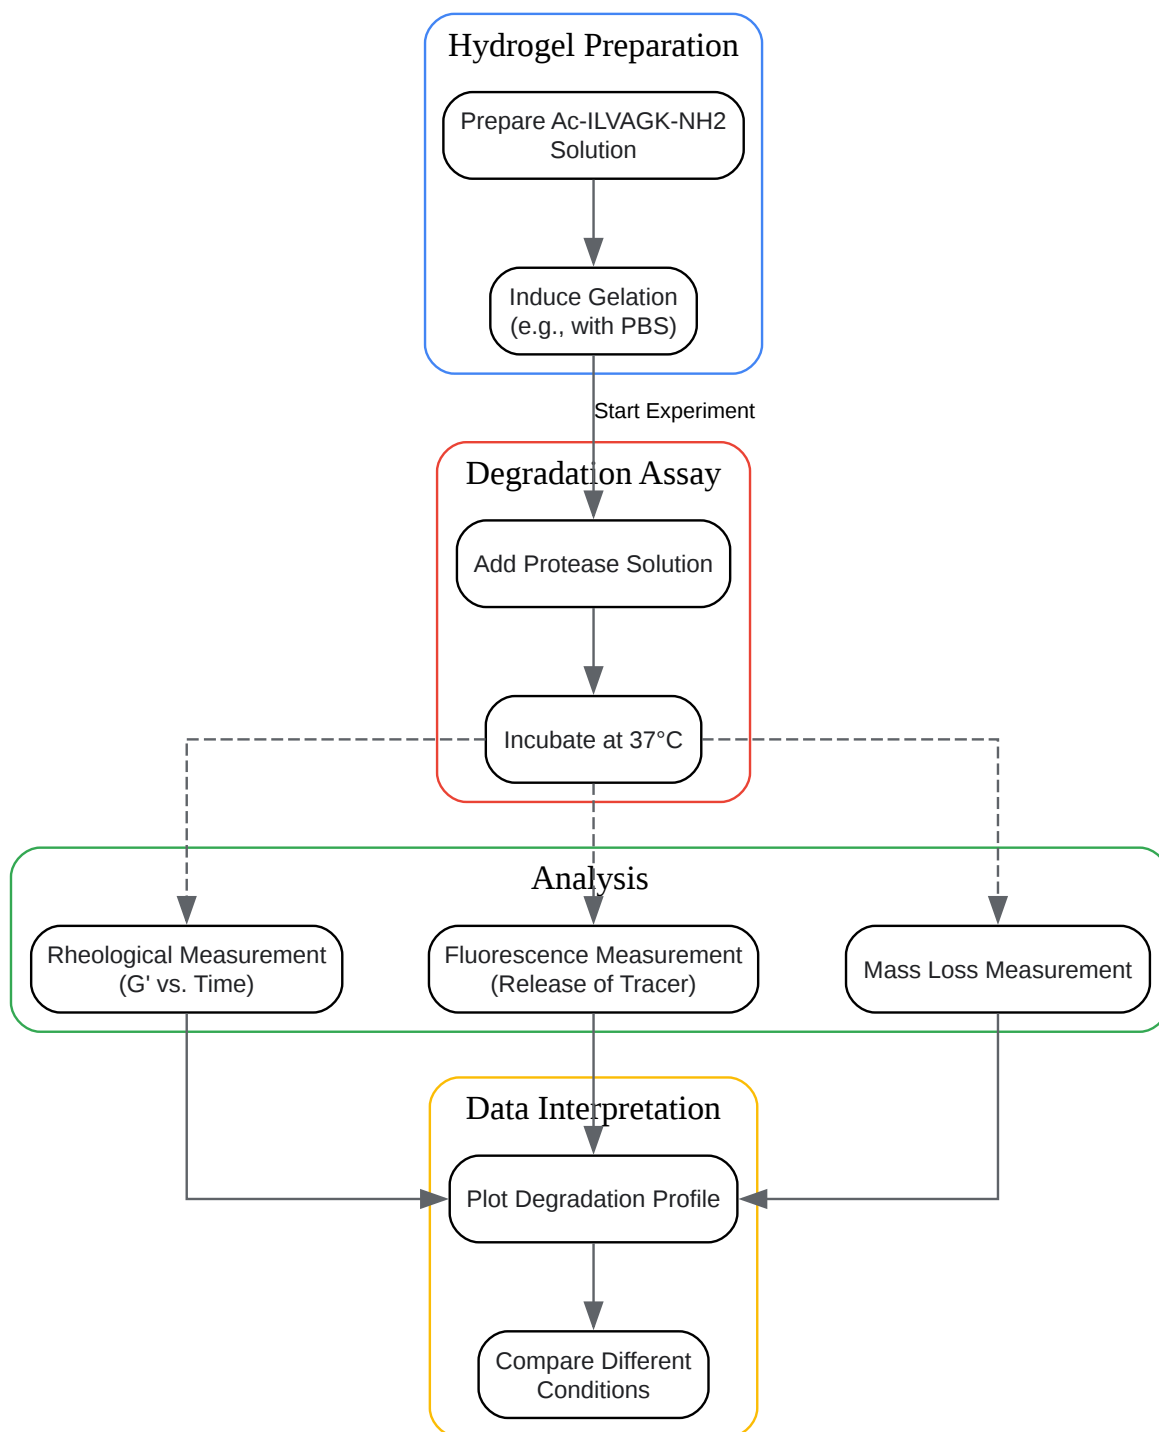 Hydrogel Preparation
Prepare Ac-ILVAGK-NH2
Solution
Induce Gelation
(e.g., with PBS)
Start Experiment
Degradation Assay
Add Protease Solution
Incubate at 37°C
Analysis
Rheological Measurement
(G' vs. Time)
Fluorescence Measurement
(Release of Tracer)
Mass Loss Measurement
Data Interpretation
Plot Degradation Profile
Compare Different
Conditions